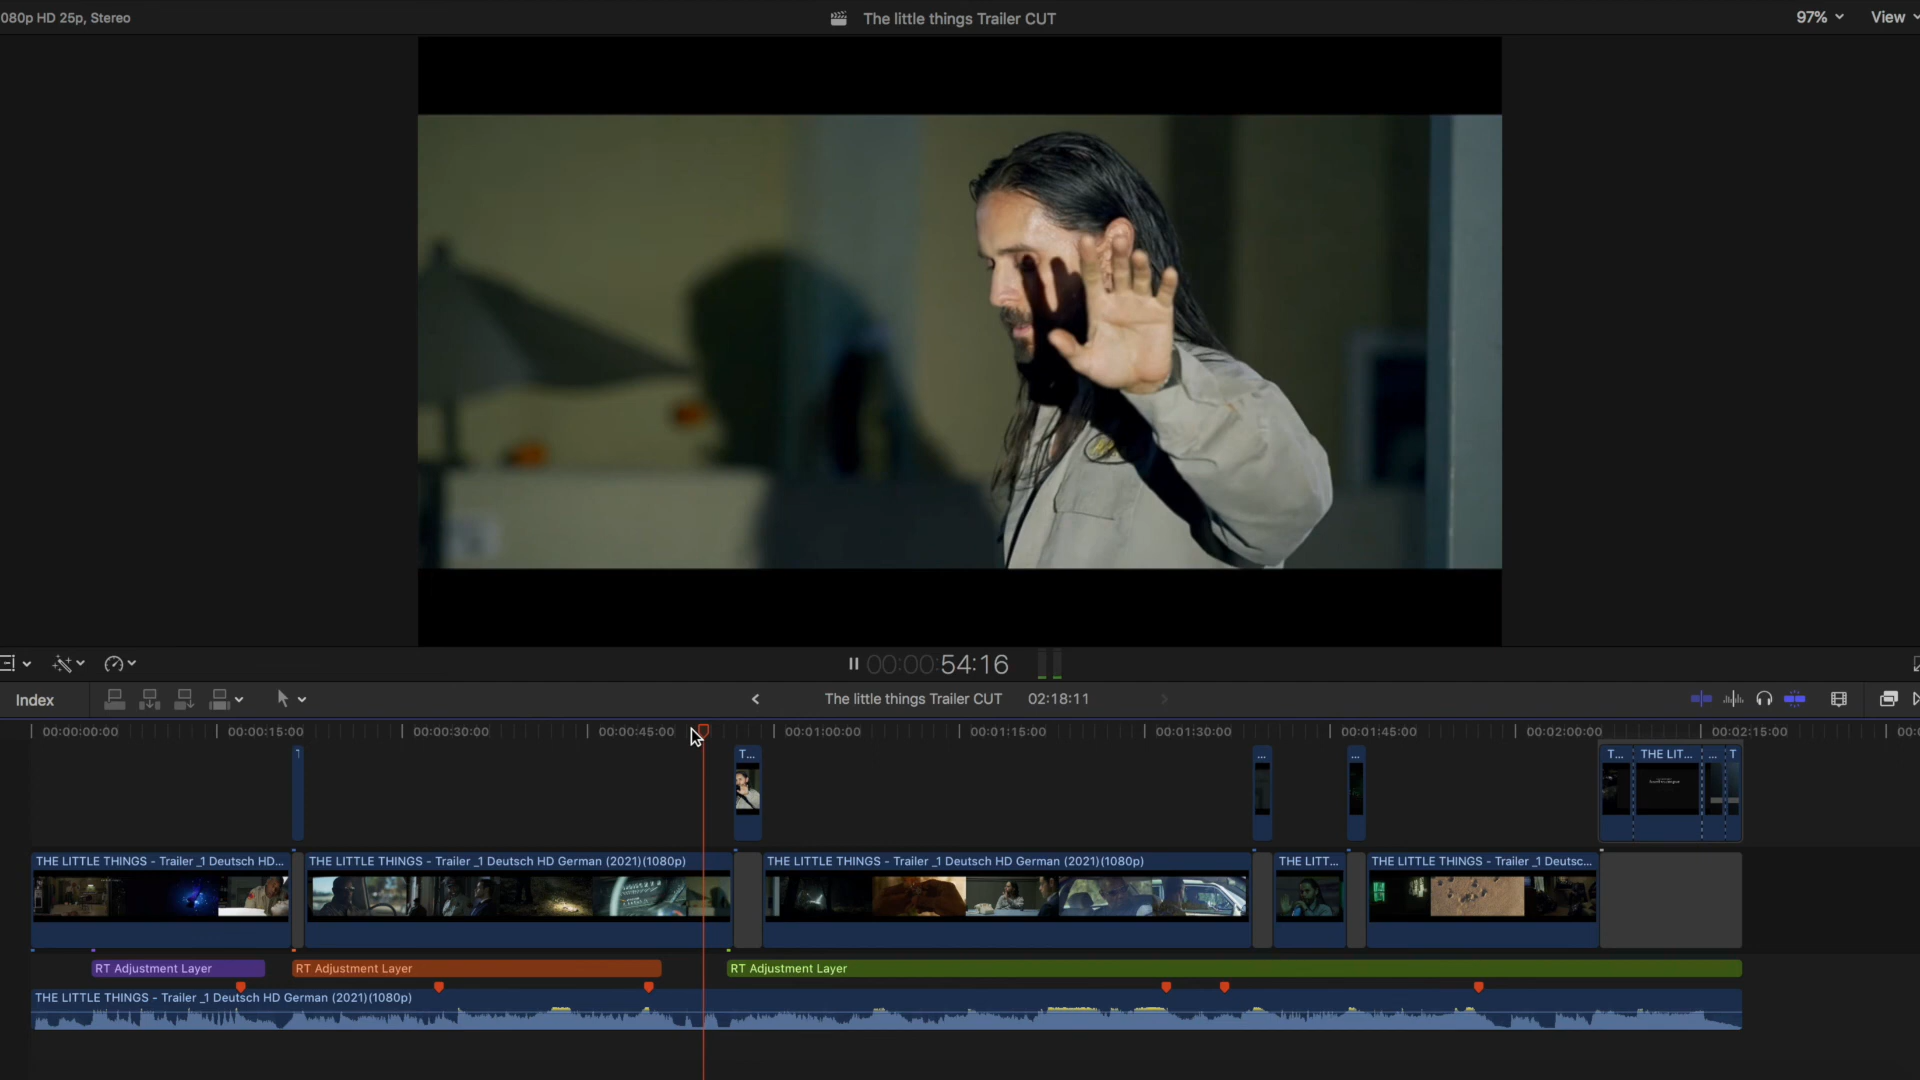 080p HD 25p, Stereo
The little things Trailer CUT
97%
View
00:00:54:16
Index
The little things Trailer CUT
02:18:11
00:00:00:00
00:00:15:00
00:00:30:00
00:00:45:00
00:01:00:00
00:01:15:00
00:01:30:00
00:01:45:00
00:02:00:00
00:02:15:00
00:0
T...
...
...
T...
THE LIT...
...
T
THE LITTLE THINGS - Trailer _1 Deutsch HD...
THE LITTLE THINGS - Trailer _1 Deutsch HD German (2021)(1080p)
THE LITTLE THINGS - Trailer _1 Deutsch HD German (2021)(1080p)
THE LITT...
THE LITTLE THINGS - Trailer _1 Deutsc...
RT Adjustment Layer
RT Adjustment Layer
RT Adjustment Layer
THE LITTLE THINGS - Trailer _1 Deutsch HD German (2021)(1080p)